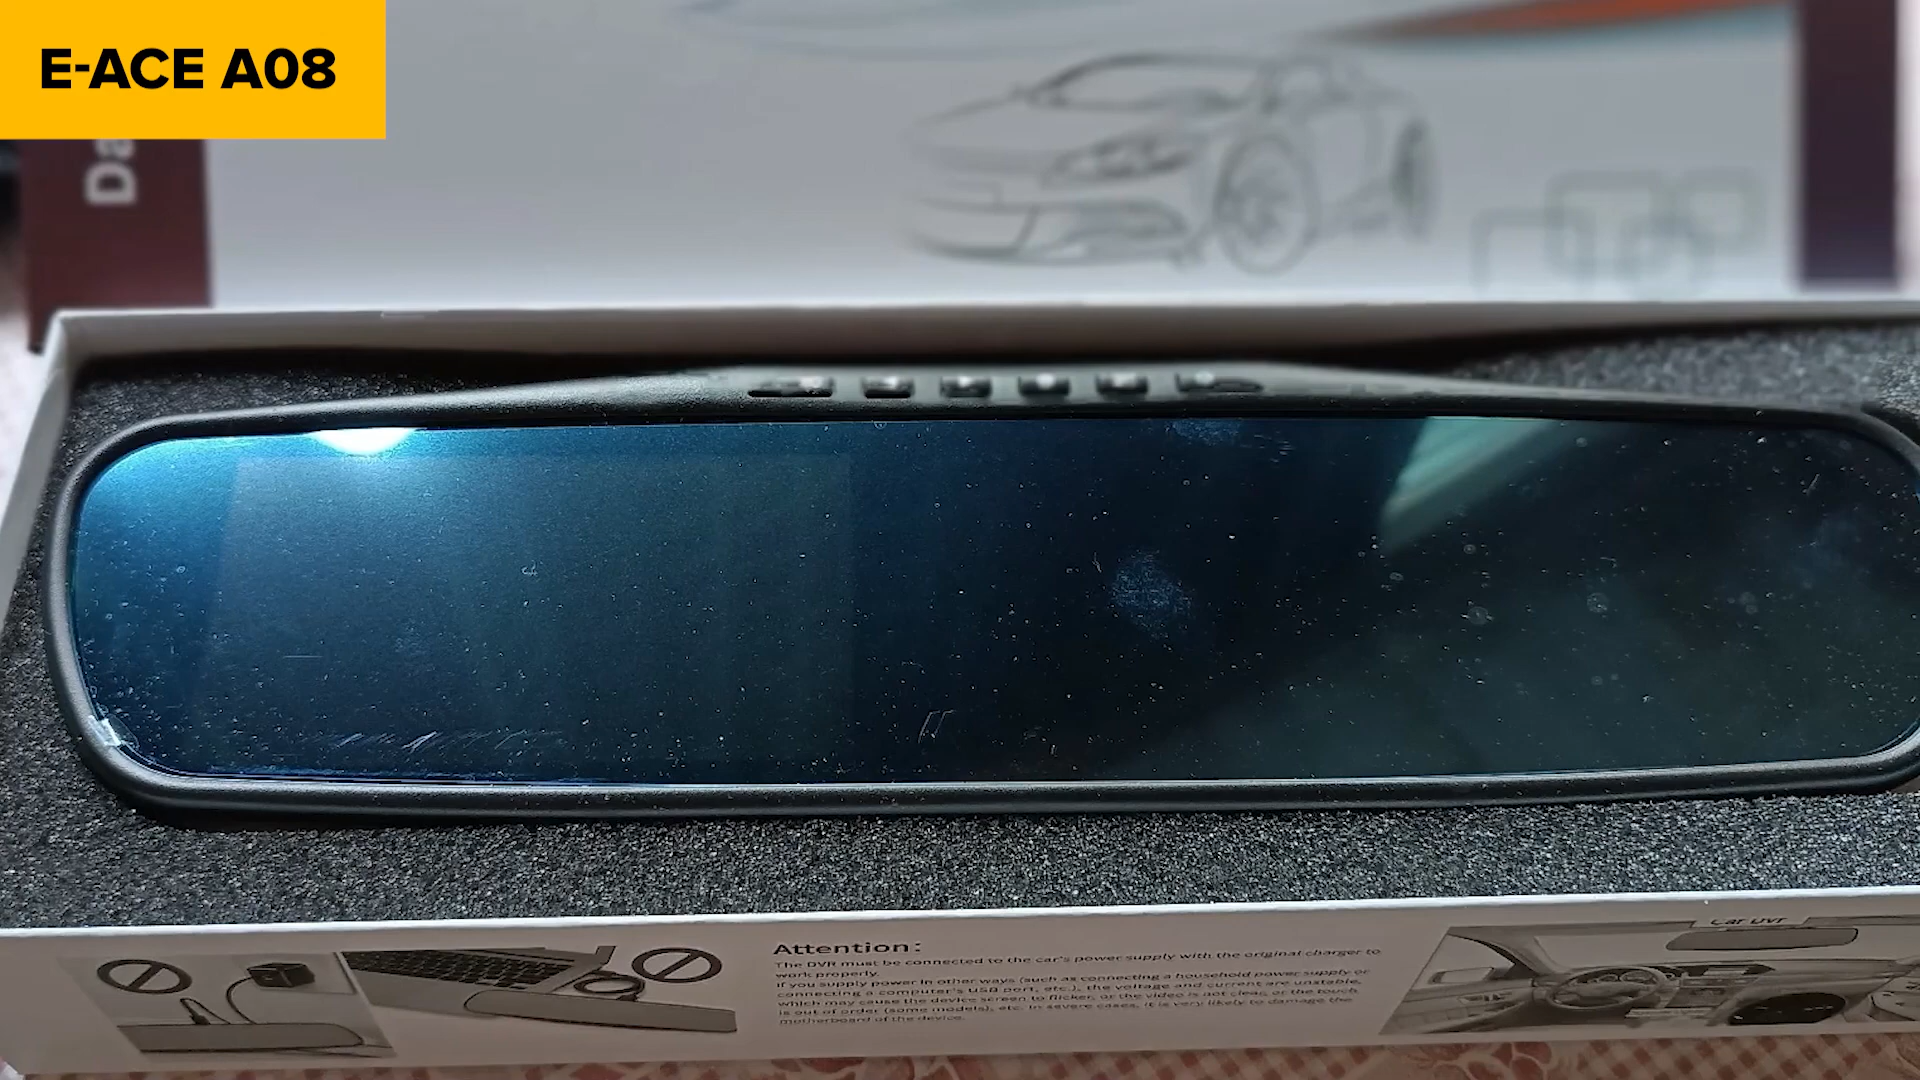 E-ACE A08
Da
Attention:
The DVR must be connected to the car's power supply with the original charger to
work properly.
If you supply power in other ways (such as connecting a household power supply or
connecting a computer's USB port, etc.), the voltage and current are unstable,
which may cause the device screen to flicker, or the video is not clear, or the touch
is out of order (some models), etc. In severe cases, it is very likely to damage the
motherboard of the device.
Car DVR